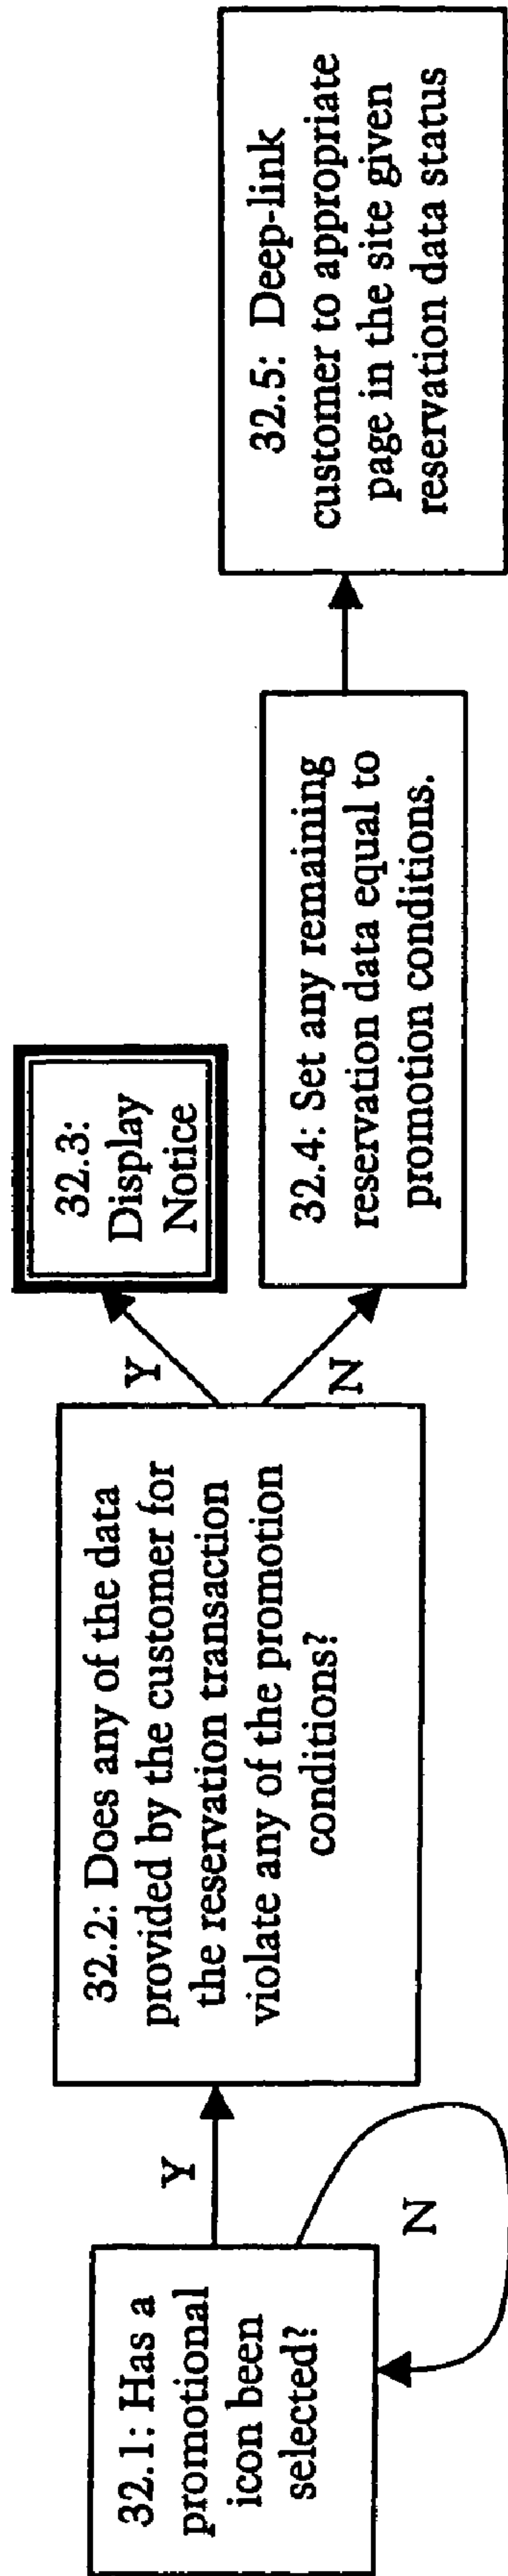 32.1: Has a
promotional
icon been
selected?
Y
N
32.2: Does any of the data
provided by the customer for
the reservation transaction
violate any of the promotion
conditions?
Y
N
32.3:
Display
Notice
32.4: Set any remaining
reservation data equal to
promotion conditions.
32.5: Deep-link
customer to appropriate
page in the site given
reservation data status